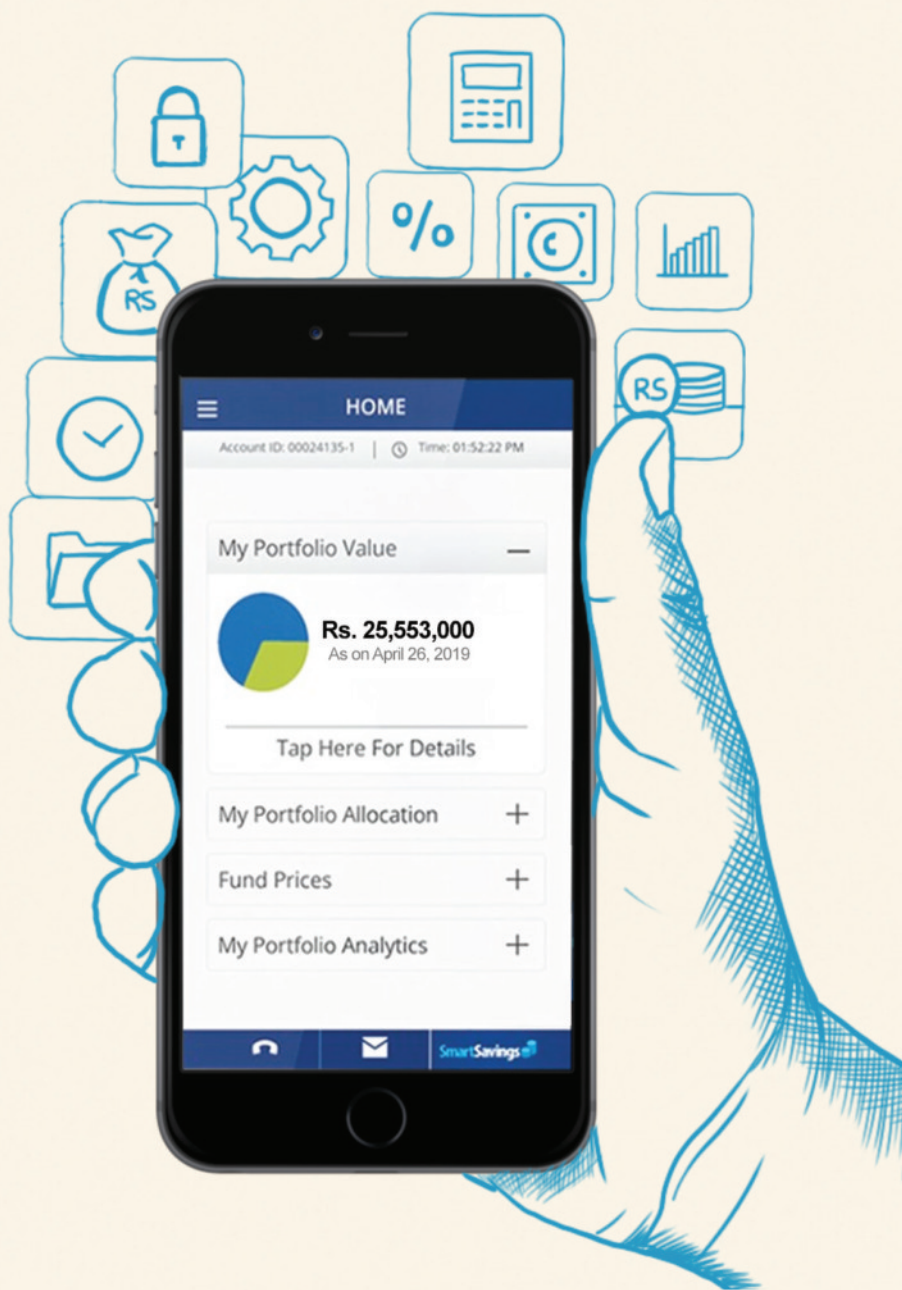 %
RS
RS
HOME
Account ID: 00024135-1 | Time: 01:52:22 PM
My Portfolio Value
Rs. 25,553,000
As on April 26, 2019
Tap Here For Details
My Portfolio Allocation
Fund Prices
My Portfolio Analytics
SmartSavings